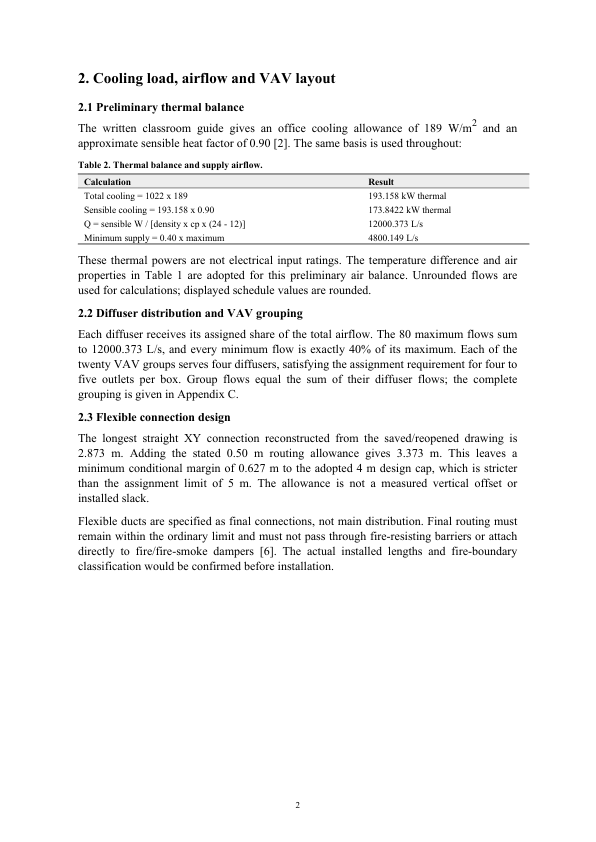 2. Cooling load, airflow and VAV layout
2.1 Preliminary thermal balance
The written classroom guide gives an office cooling allowance of 189 W/m2 and an
approximate sensible heat factor of 0.90 [2]. The same basis is used throughout:
Table 2. Thermal balance and supply airflow.
Calculation Result
Total cooling = 1022 x 189 193.158 kW thermal
Sensible cooling = 193.158 x 0.90 173.8422 kW thermal
Q = sensible W / [density x cp x (24 - 12)] 12000.373 L/s
Minimum supply = 0.40 x maximum 4800.149 L/s
These thermal powers are not electrical input ratings. The temperature difference and air
properties in Table 1 are adopted for this preliminary air balance. Unrounded flows are
used for calculations; displayed schedule values are rounded.
2.2 Diffuser distribution and VAV grouping
Each diffuser receives its assigned share of the total airflow. The 80 maximum flows sum
to 12000.373 L/s, and every minimum flow is exactly 40% of its maximum. Each of the
twenty VAV groups serves four diffusers, satisfying the assignment requirement for four to
five outlets per box. Group flows equal the sum of their diffuser flows; the complete
grouping is given in Appendix C.
2.3 Flexible connection design
The longest straight XY connection reconstructed from the saved/reopened drawing is
2.873 m. Adding the stated 0.50 m routing allowance gives 3.373 m. This leaves a
minimum conditional margin of 0.627 m to the adopted 4 m design cap, which is stricter
than the assignment limit of 5 m. The allowance is not a measured vertical offset or
installed slack.
Flexible ducts are specified as final connections, not main distribution. Final routing must
remain within the ordinary limit and must not pass through fire-resisting barriers or attach
directly to fire/fire-smoke dampers [6]. The actual installed lengths and fire-boundary
classification would be confirmed before installation.
2